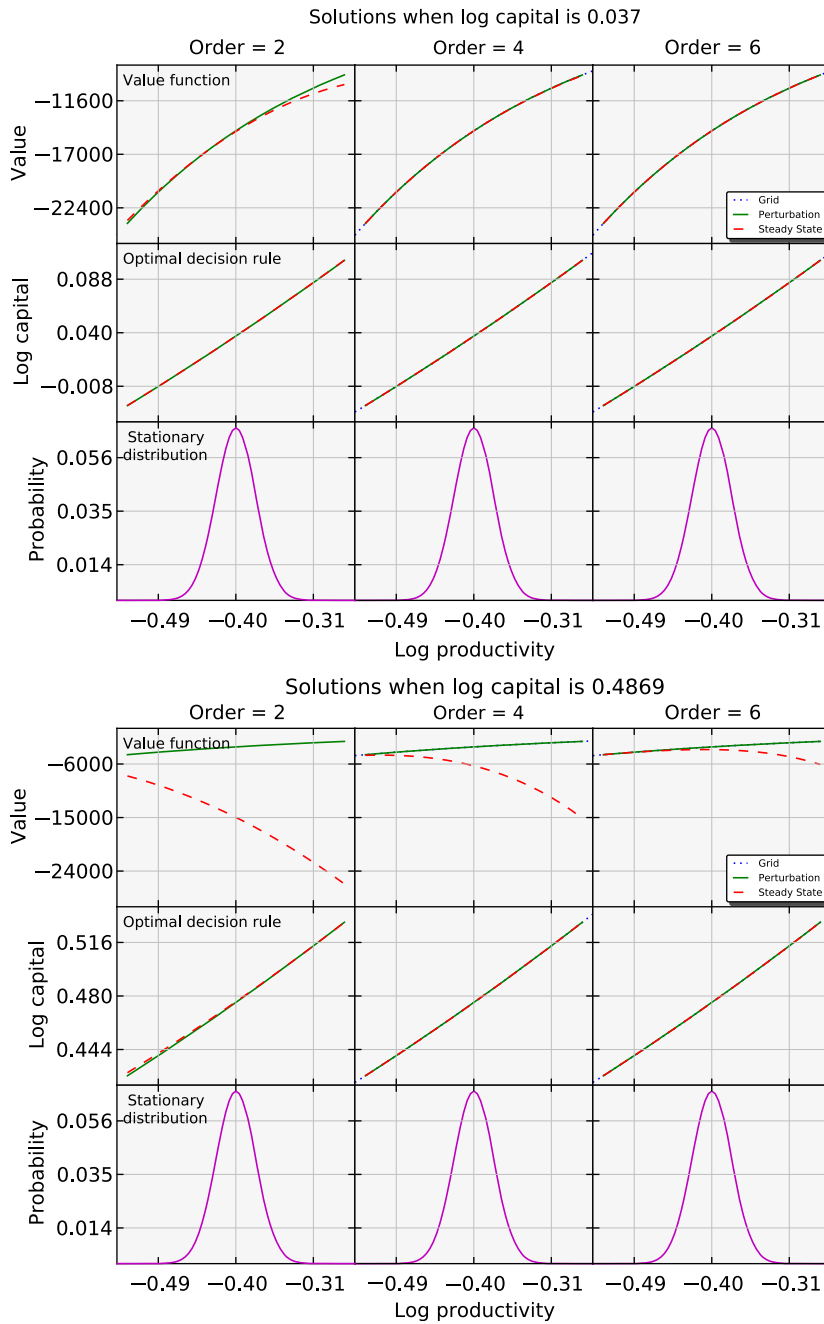 Solutions when log capital is 0.037
Order = 2 Order = 4 Order = 6
Value function
−11600
−17000
−22400
Value
Grid
Perturbation
Steady State
Optimal decision rule
0.088
0.040
−0.008
Log capital
Stationary
distribution
0.056
0.035
0.014
Probability
−0.49 −0.40 −0.31 −0.49 −0.40 −0.31 −0.49 −0.40 −0.31
Log productivity
Solutions when log capital is 0.4869
Order = 2 Order = 4 Order = 6
Value function
−6000
−15000
−24000
Value
Grid
Perturbation
Steady State
Optimal decision rule
0.516
0.480
0.444
Log capital
Stationary
distribution
0.056
0.035
0.014
Probability
−0.49 −0.40 −0.31 −0.49 −0.40 −0.31 −0.49 −0.40 −0.31
Log productivity